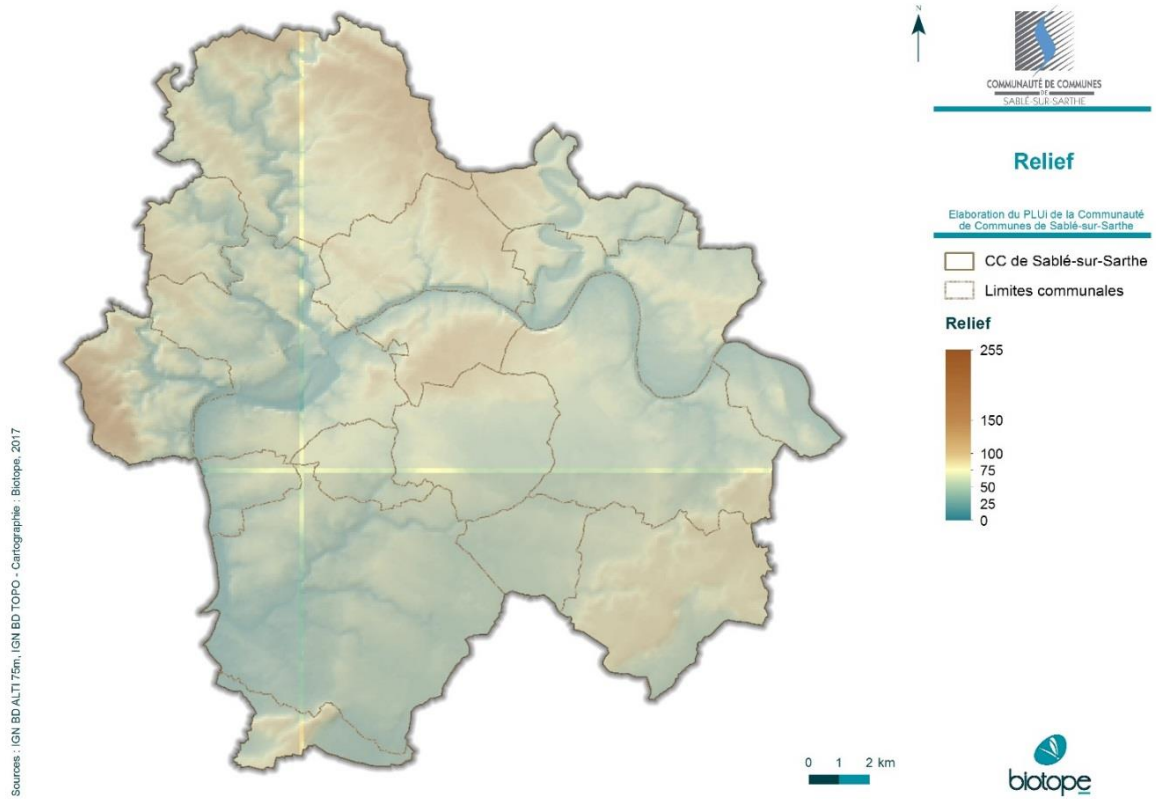 N
COMMUNAUTÉ DE COMMUNES
DE
SABLÉ-SUR-SARTHE
Relief
Elaboration du PLUi de la Communauté
de Communes de Sablé-sur-Sarthe
CC de Sablé-sur-Sarthe
Limites communales
Relief
255
150
100
75
50
25
0
0 1 2 km
biotope
Sources : IGN BD ALTI 75m, IGN BD TOPO - Cartographie : Biotope, 2017